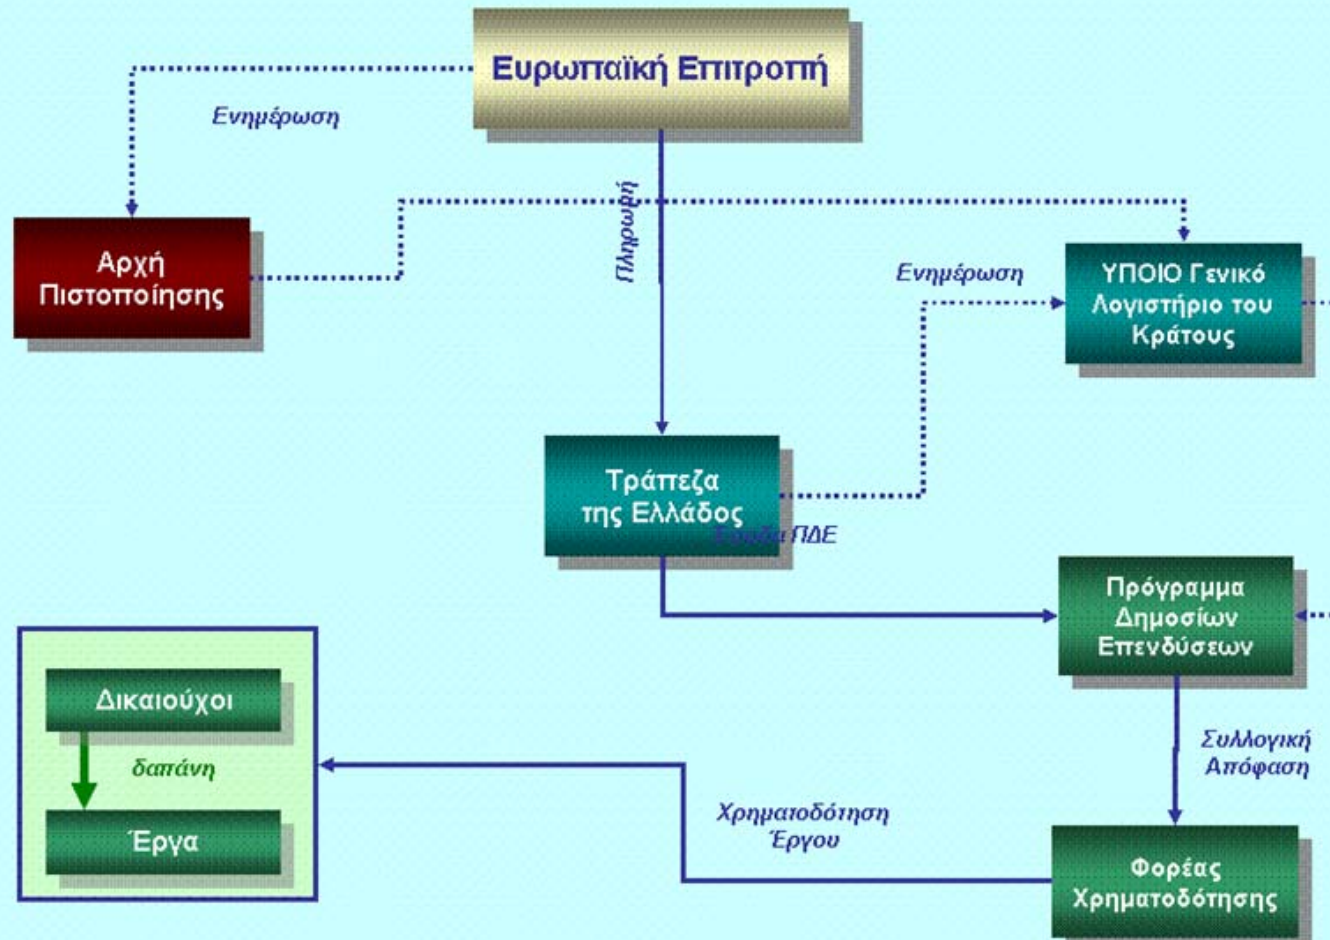 Ευρωπαϊκή Επιτροπή
Ενημέρωση
Πληρωμή
Αρχή
Πιστοποίησης
Ενημέρωση
ΥΠΟΙΟ Γενικό
Λογιστήριο του
Κράτους
Τράπεζα
της Ελλάδος
ΠΔΕ
Πρόγραμμα
Δημοσίων
Επενδύσεων
Δικαιούχοι
δαπάνη
Έργα
Συλλογική
Απόφαση
Χρηματοδότηση
Έργου
Φορέας
Χρηματοδότησης